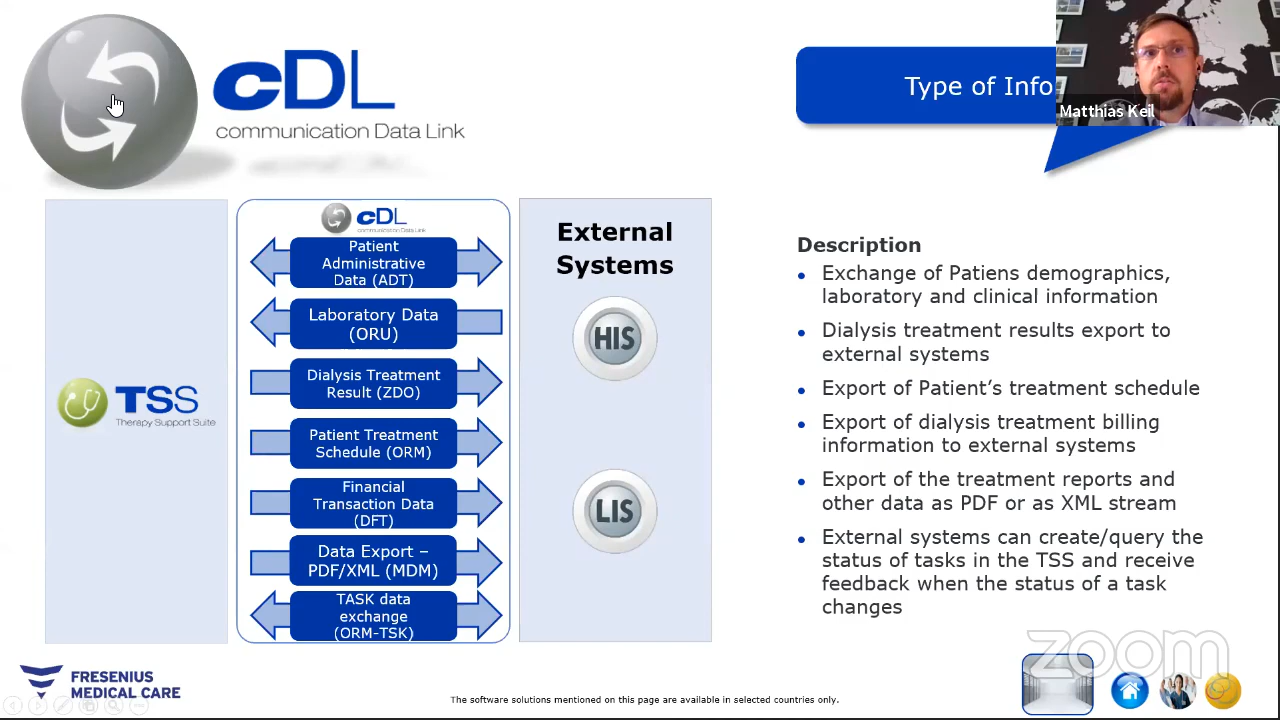 cDL
communication Data Link
Type of Info
Matthias Keil
cDL
communication Data Link
Patient
Administrative
Data (ADT)
Laboratory Data
(ORU)
Dialysis Treatment
Result (ZDO)
Patient Treatment
Schedule (ORM)
Financial
Transaction Data
(DFT)
Data Export –
PDF/XML (MDM)
TASK data
exchange
(ORM-TSK)
TSS
Therapy Support Suite
External
Systems
HIS
LIS
Description
• Exchange of Patiens demographics,
laboratory and clinical information
• Dialysis treatment results export to
external systems
• Export of Patient’s treatment schedule
• Export of dialysis treatment billing
information to external systems
• Export of the treatment reports and
other data as PDF or as XML stream
• External systems can create/query the
status of tasks in the TSS and receive
feedback when the status of a task
changes
zoom
FRESENIUS
MEDICAL CARE
The software solutions mentioned on this page are available in selected countries only.